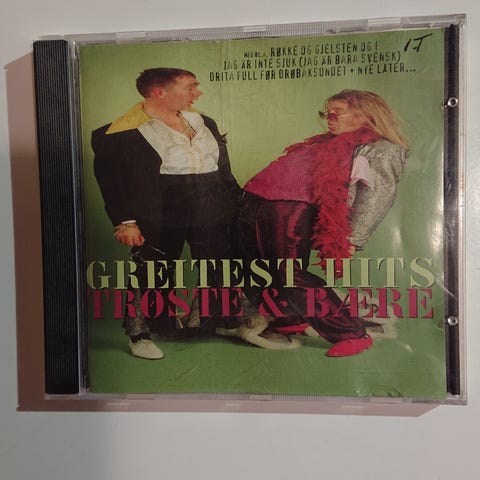 MED BL.A. RØKKE OG GJELSTEN OG I
JAG ÄR INTE SJUK (JAG ÄR BARA SVENSK)
DRITA FULL FØR DRØBAKSUNDET + NYE LÅTER...
GREITEST HITS
TRØSTE & BÆRE